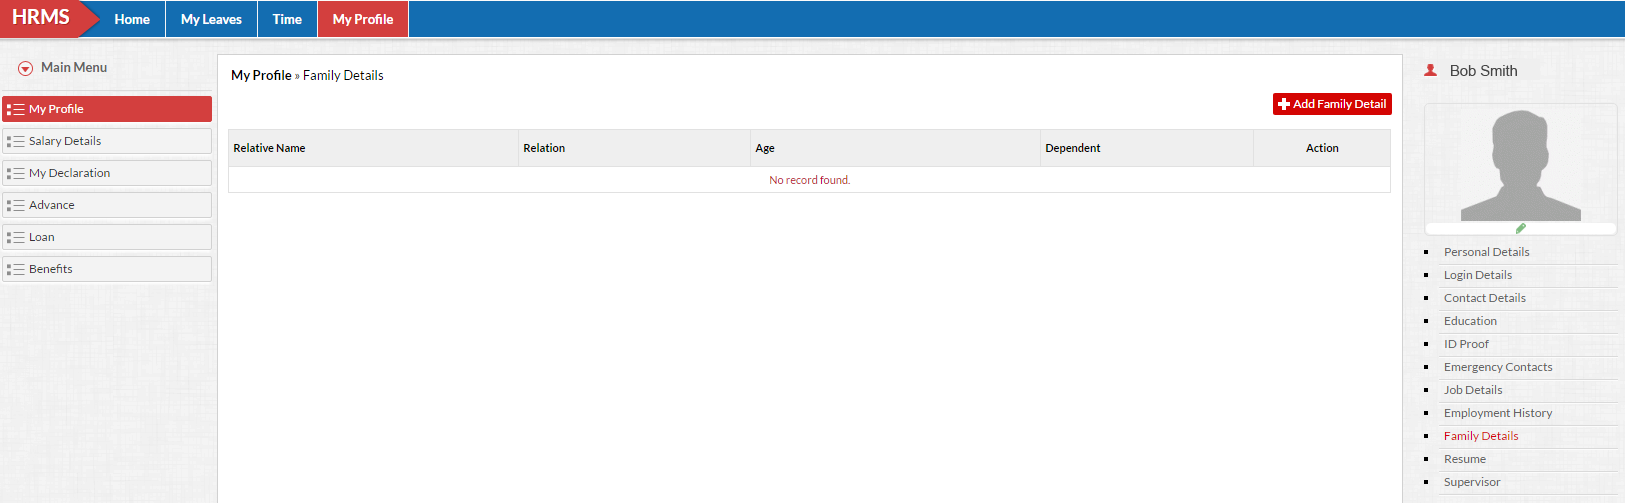 HRMS Home My Leaves Time My Profile
Main Menu
My Profile
Salary Details
My Declaration
Advance
Loan
Benefits
My Profile » Family Details
Add Family Detail
Relative Name Relation Age Dependent Action
No record found.
Bob Smith
Personal Details
Login Details
Contact Details
Education
ID Proof
Emergency Contacts
Job Details
Employment History
Family Details
Resume
Supervisor